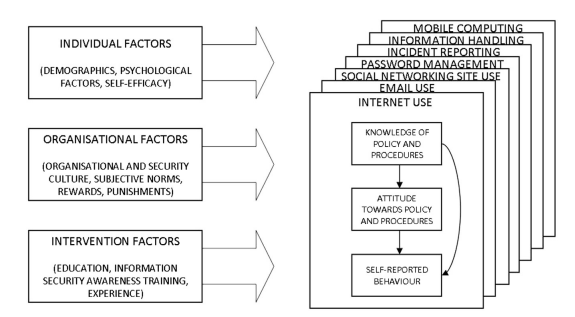 INDIVIDUAL FACTORS
(DEMOGRAPHICS, PSYCHOLOGICAL
FACTORS, SELF-EFFICACY)
ORGANISATIONAL FACTORS
(ORGANISATIONAL AND SECURITY
CULTURE, SUBJECTIVE NORMS,
REWARDS, PUNISHMENTS)
INTERVENTION FACTORS
(EDUCATION, INFORMATION
SECURITY AWARENESS TRAINING,
EXPERIENCE)
MOBILE COMPUTING
INFORMATION HANDLING
INCIDENT REPORTING
PASSWORD MANAGEMENT
SOCIAL NETWORKING SITE USE
EMAIL USE
INTERNET USE
KNOWLEDGE OF
POLICY AND
PROCEDURES
ATTITUDE
TOWARDS POLICY
AND PROCEDURES
SELF-REPORTED
BEHAVIOUR